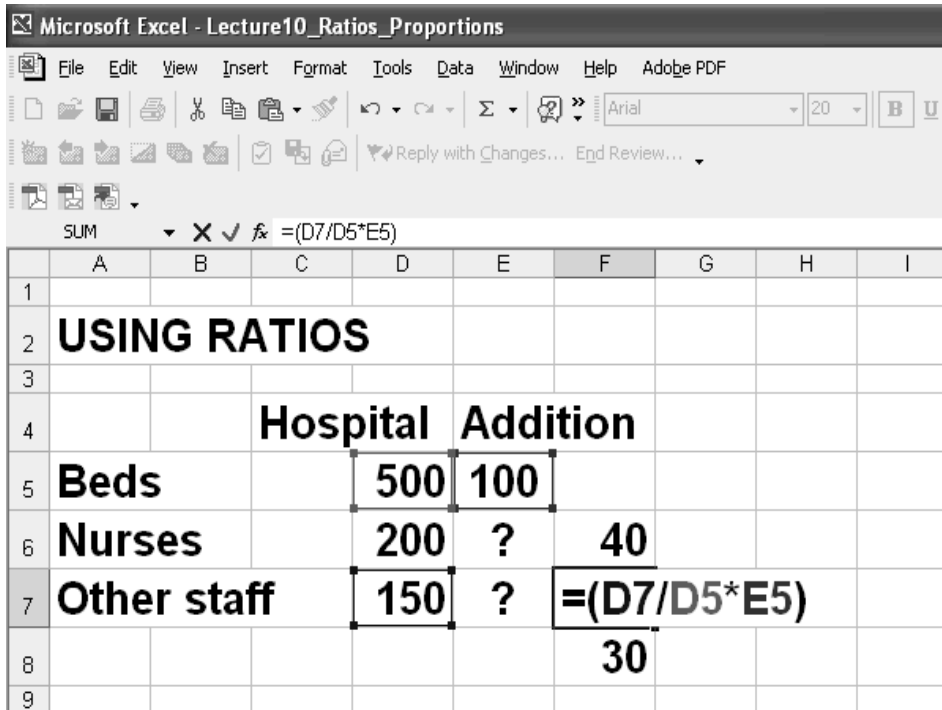 Microsoft Excel - Lecture10_Ratios_Proportions
File Edit View Insert Format Tools Data Window Help Adobe PDF
Σ » Arial 20 B U
Reply with Changes... End Review...
SUM fx =(D7/D5*E5)
A B C D E F G H I
1
2 USING RATIOS
3
4 Hospital Addition
5 Beds 500 100
6 Nurses 200 ? 40
7 Other staff 150 ? =(D7/D5*E5)
8 30
9